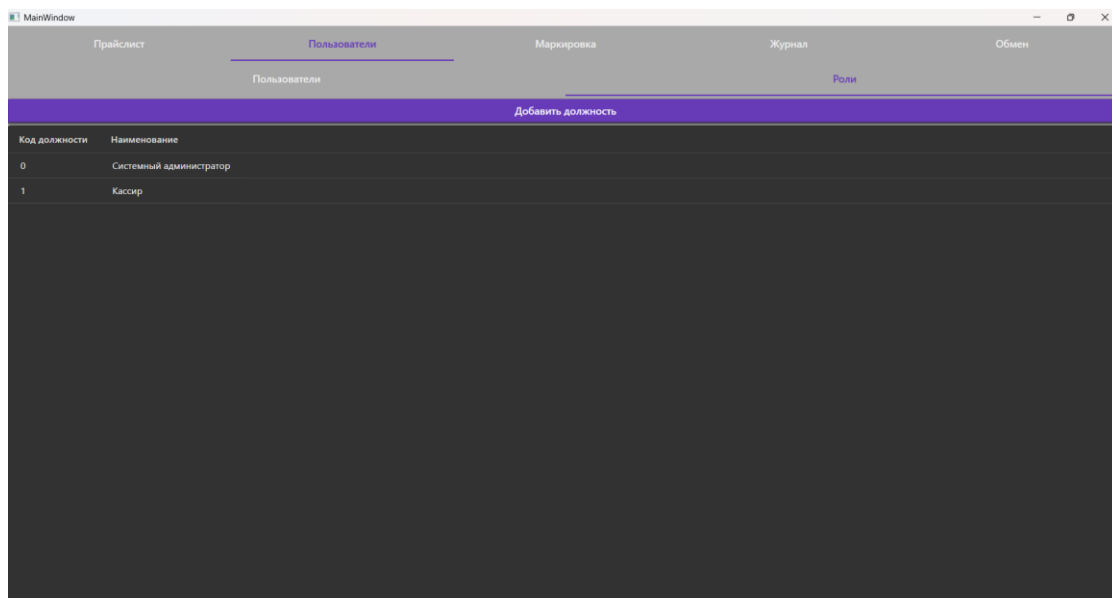 MainWindow
Прайслист Пользователи Маркировка Журнал Обмен
Пользователи Роли
Добавить должность
Код должности Наименование
0 Системный администратор
1 Кассир